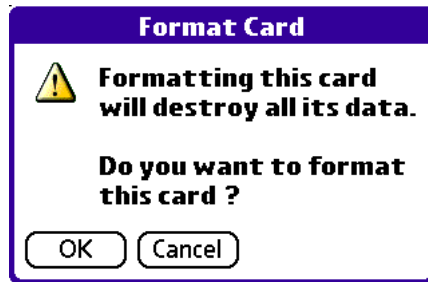 Format Card
Formatting this card
will destroy all its data.
Do you want to format
this card ?
OK
Cancel